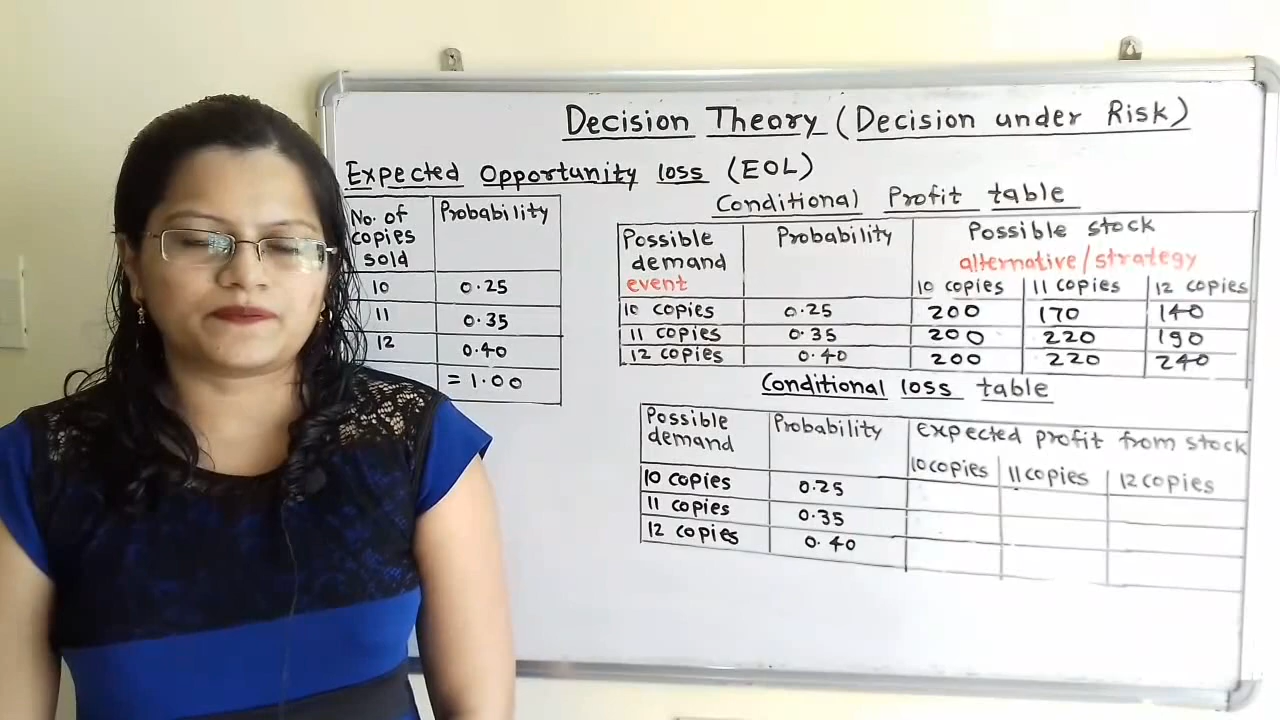 Decision Theory (Decision under Risk)
Expected Opportunity loss (EOL)
No. of copies sold | Probability
10 | 0.25
11 | 0.35
12 | 0.40
= 1.00
Conditional Profit table
Possible demand event | Probability | Possible stock alternative/strategy
10 copies | 11 copies | 12 copies
10 copies | 0.25 | 200 | 170 | 140
11 copies | 0.35 | 200 | 220 | 190
12 copies | 0.40 | 200 | 220 | 240
Conditional loss table
Possible demand | Probability | expected profit from stock
10 copies | 11 copies | 12 copies
10 copies | 0.25
11 copies | 0.35
12 copies | 0.40